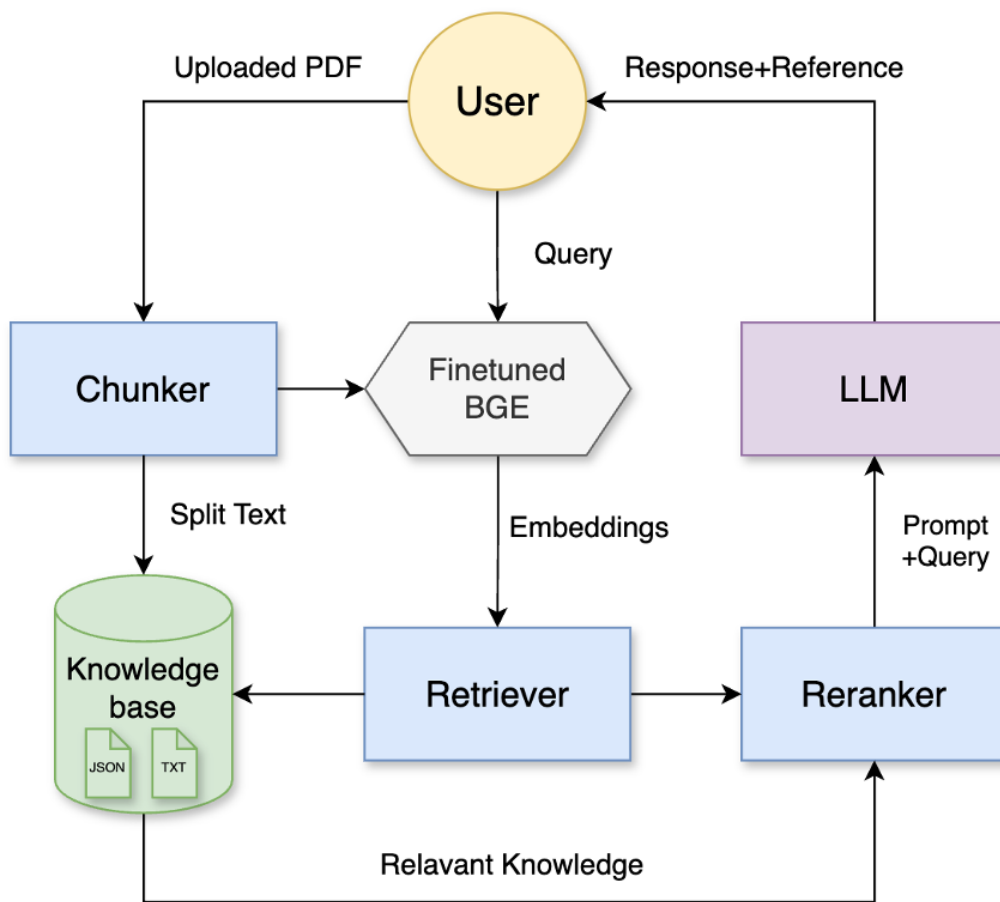 Uploaded PDF
User
Response+Reference
Query
Chunker
Finetuned
BGE
LLM
Split Text
Embeddings
Prompt
+Query
Knowledge
base
JSON
TXT
Retriever
Reranker
Relavant Knowledge